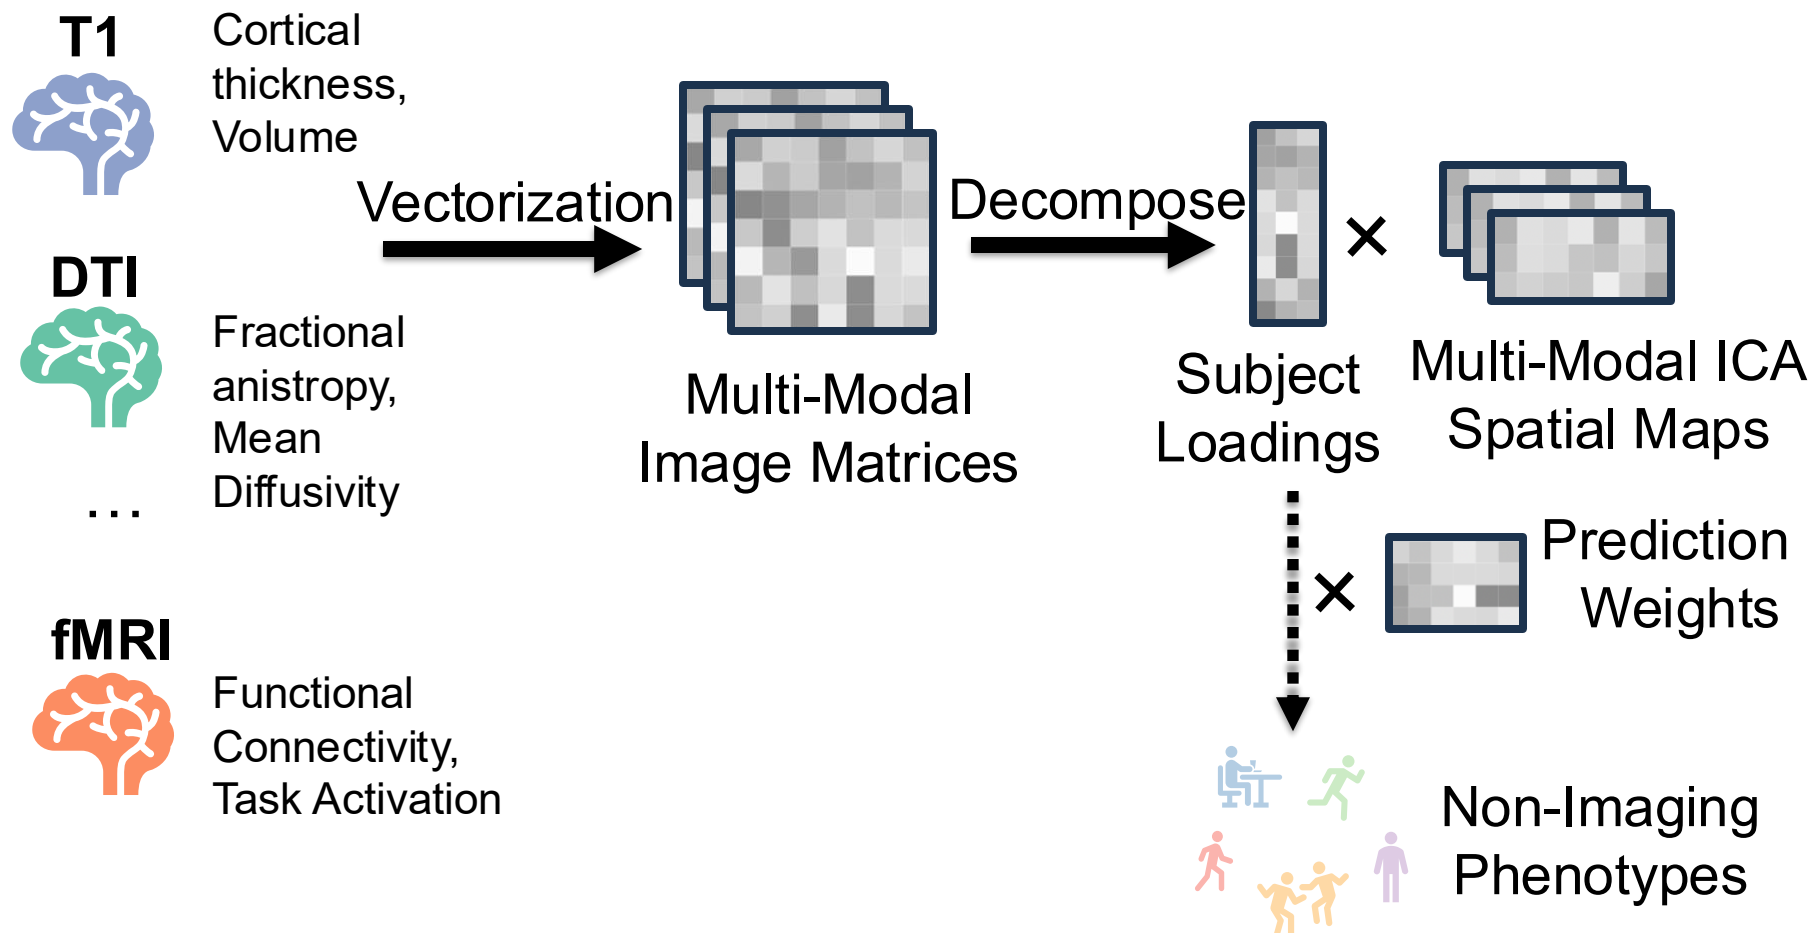 T1
Cortical
thickness,
Volume
DTI
Fractional
anistropy,
Mean
Diffusivity
...
fMRI
Functional
Connectivity,
Task Activation
Vectorization
Multi-Modal
Image Matrices
Decompose
Subject
Loadings
×
Multi-Modal ICA
Spatial Maps
×
Prediction
Weights
Non-Imaging
Phenotypes